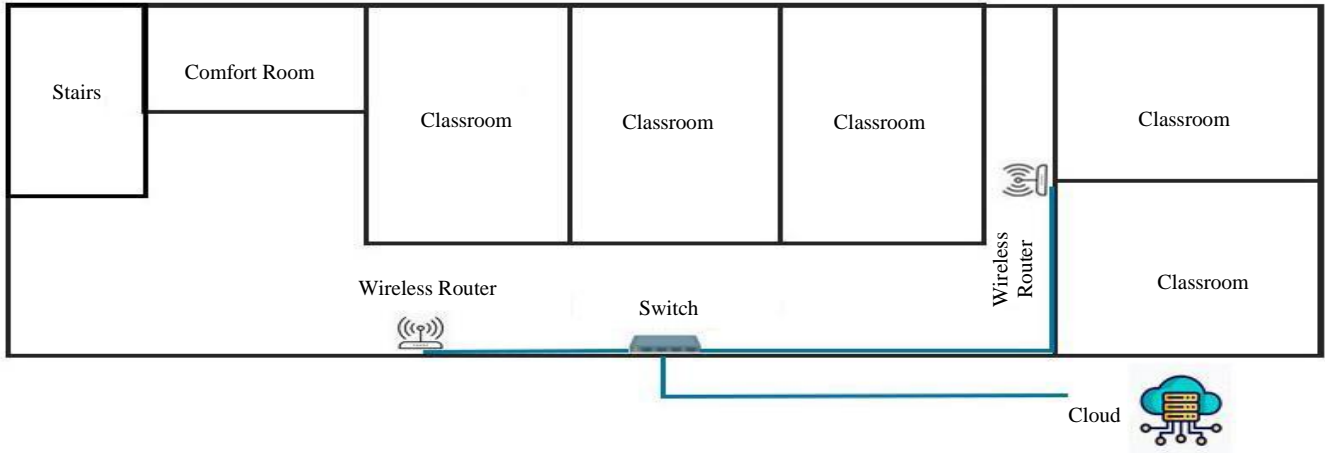 Stairs
Comfort Room
Classroom
Classroom
Classroom
Classroom
Classroom
Wireless
Router
Wireless Router
Switch
Cloud